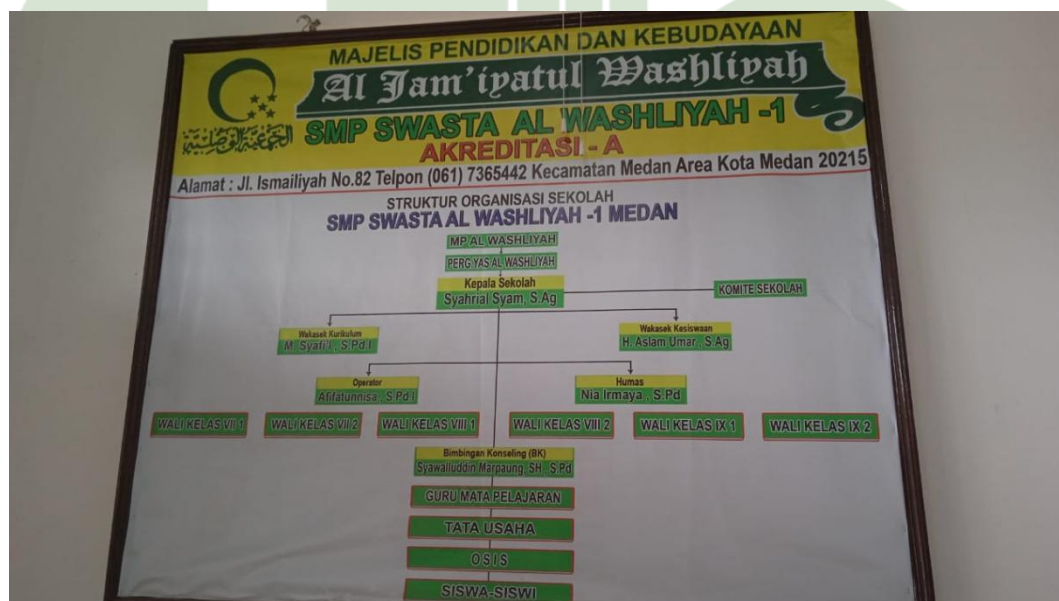 MAJELIS PENDIDIKAN DAN KEBUDAYAAN
Al Jam'iyatul Washliyah
الجمعية الوصلية
SMP SWASTA AL WASHLIYAH -1
AKREDITASI - A
Alamat : Jl. Ismailiyah No.82 Telpon (061) 7365442 Kecamatan Medan Area Kota Medan 20215
STRUKTUR ORGANISASI SEKOLAH
SMP SWASTA AL WASHLIYAH -1 MEDAN
MP AL WASHLIYAH
PERG YAS AL WASHLIYAH
Kepala Sekolah
Syahrial Syam, S.Ag
KOMITE SEKOLAH
Wakasek Kurikulum
M. Syafi'I , S.Pd.I
Wakasek Kesiswaan
H. Aslam Umar, S.Ag
Operator
Afifatunnisa , S.Pd.I
Humas
Nia Irmaya , S.Pd
WALI KELAS VII 1
WALI KELAS VII 2
WALI KELAS VIII 1
WALI KELAS VIII 2
WALI KELAS IX 1
WALI KELAS IX 2
Bimbingan Konseling (BK)
Syawalluddin Marpaung, SH., S.Pd
GURU MATA PELAJARAN
TATA USAHA
OSIS
SISWA-SISWI